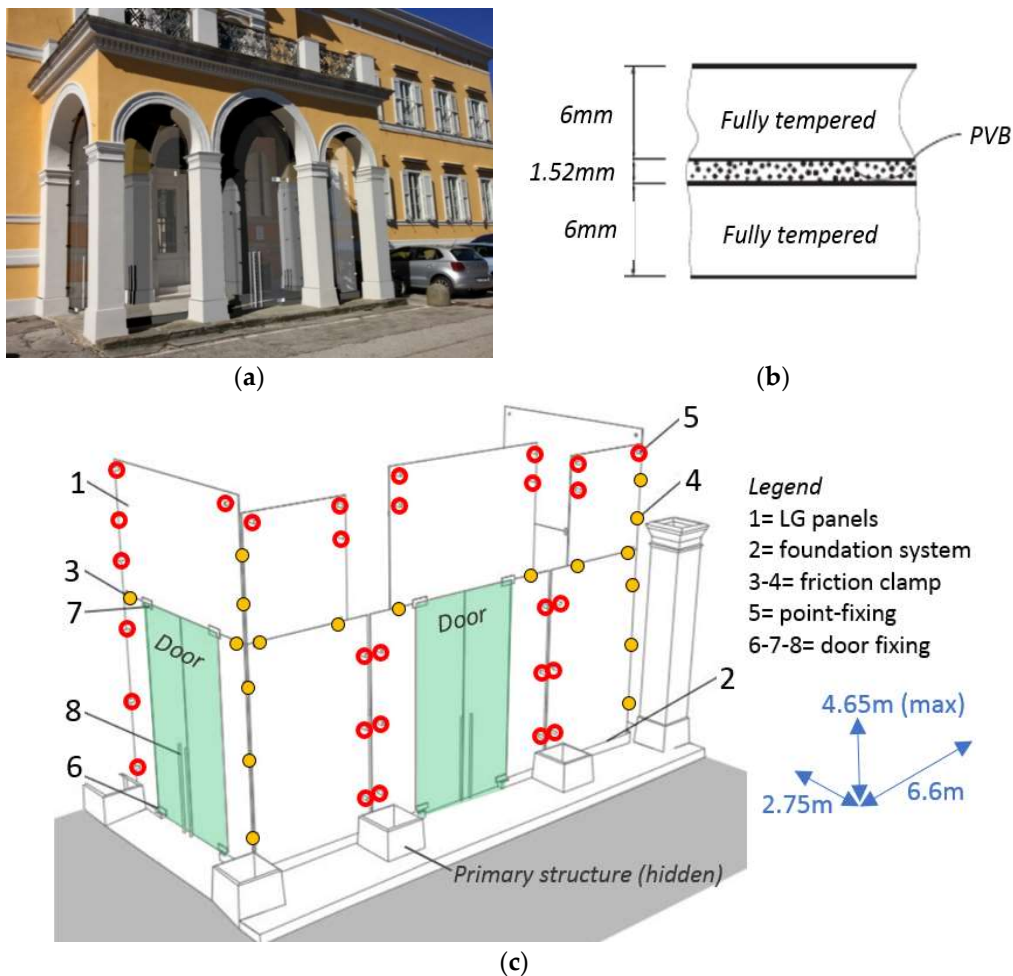 6mm
Fully tempered
PVB
1.52mm
6mm
Fully tempered
(a)
(b)
5
1
4
Legend
1= LG panels
2= foundation system
3-4= friction clamp
5= point-fixing
6-7-8= door fixing
3
7
Door
Door
2
8
4.65m (max)
6
2.75m
6.6m
Primary structure (hidden)
(c)